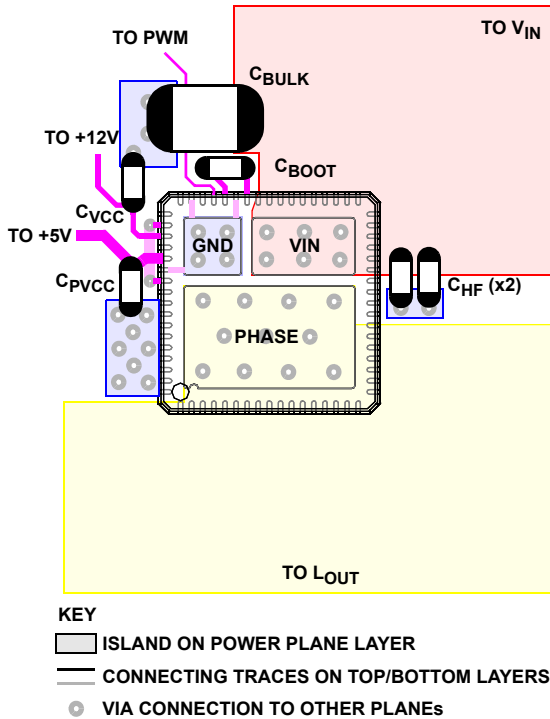 TO PWM
TO VIN
CBULK
TO +12V
CBOOT
CVCC
TO +5V
GND
VIN
CPVCC
CHF (x2)
PHASE
TO LOUT
KEY
ISLAND ON POWER PLANE LAYER
CONNECTING TRACES ON TOP/BOTTOM LAYERS
VIA CONNECTION TO OTHER PLANEs